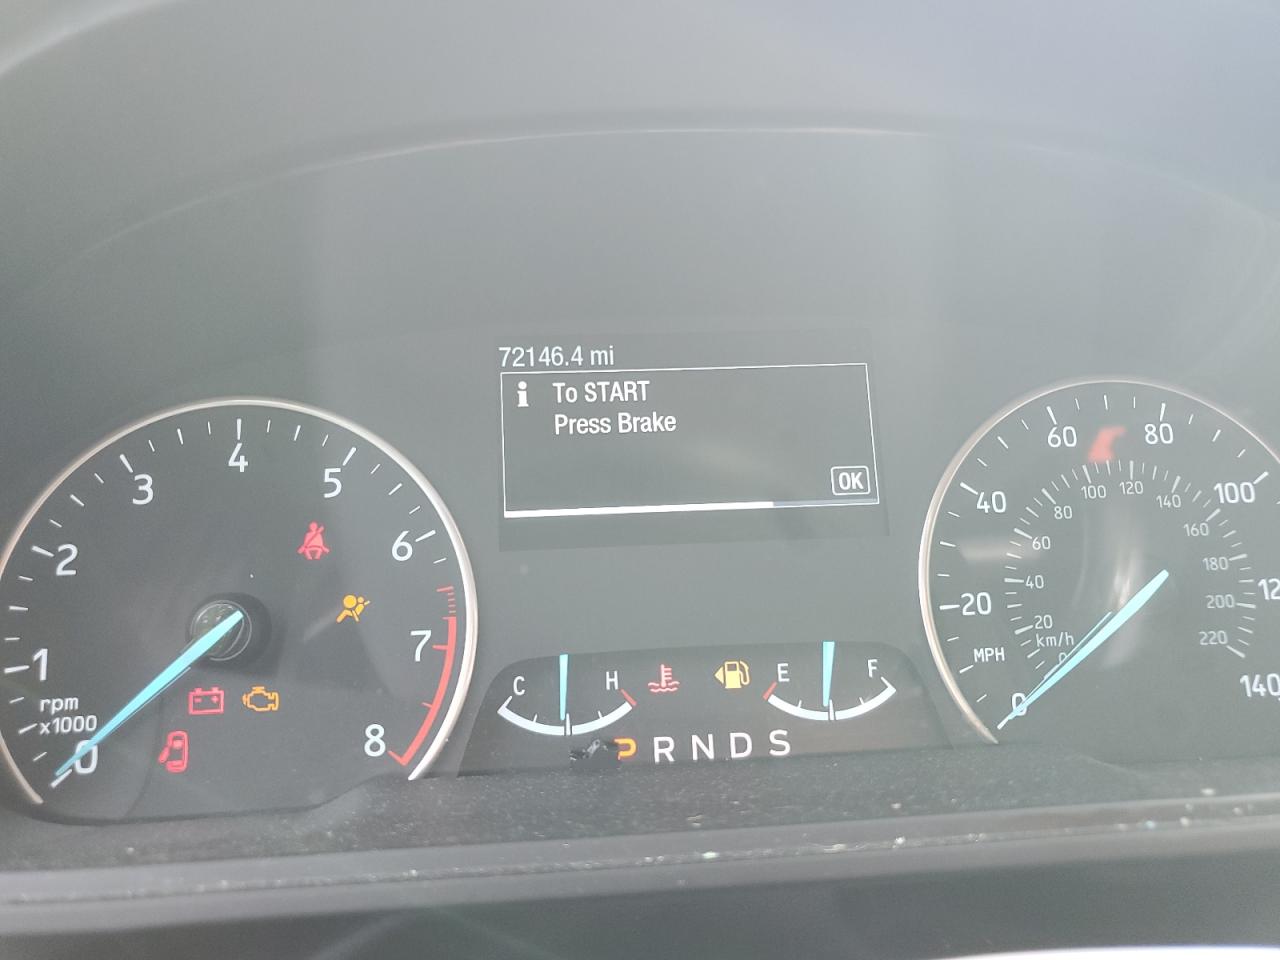 72146.4 mi
i To START
Press Brake
OK
0 1 2 3 4 5 6 7 8
rpm
x1000
C H
E F
P R N D S
0 20 40 60 80 100 12 140
MPH
0 20 40 60 80 100 120 140 160 180 200 220
km/h